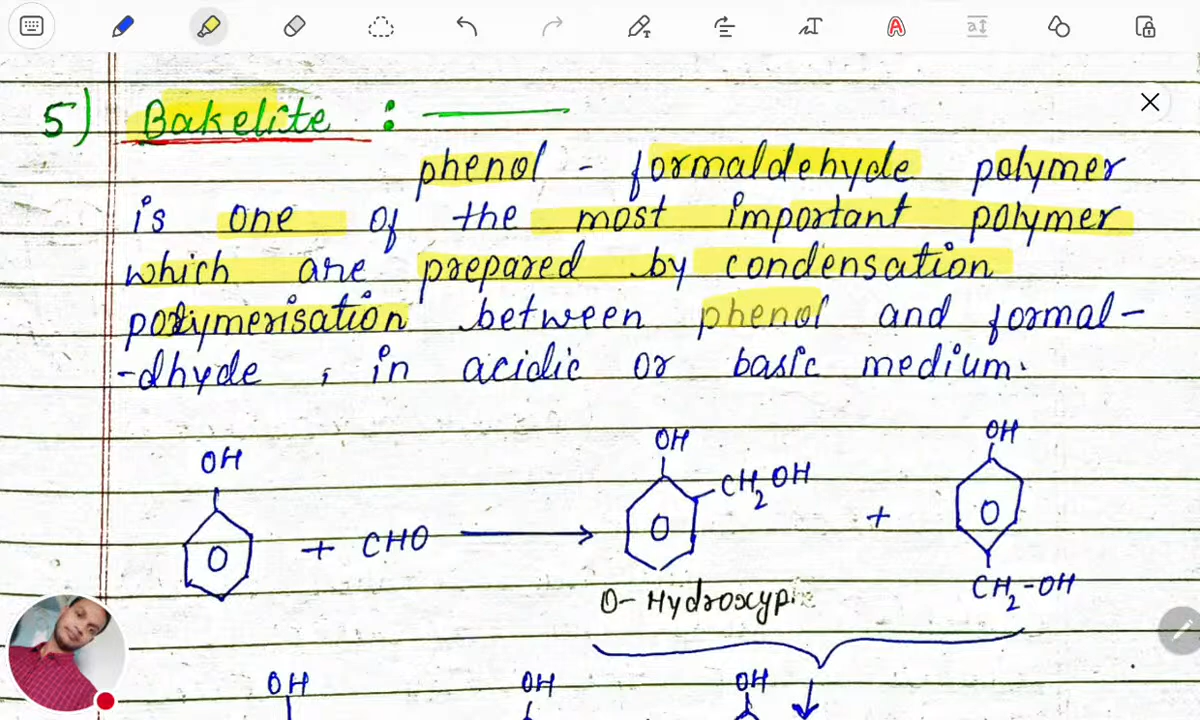 5) Bakelite :
phenol - formaldehyde polymer
is one of the most important polymer
which are prepared by condensation
polymerisation between phenol and formal-
-dhyde , in acidic or basic medium.
OH
+ CHO
OH
CH2OH
+
OH
CH2-OH
O- Hydroxyp
OH
OH
OH